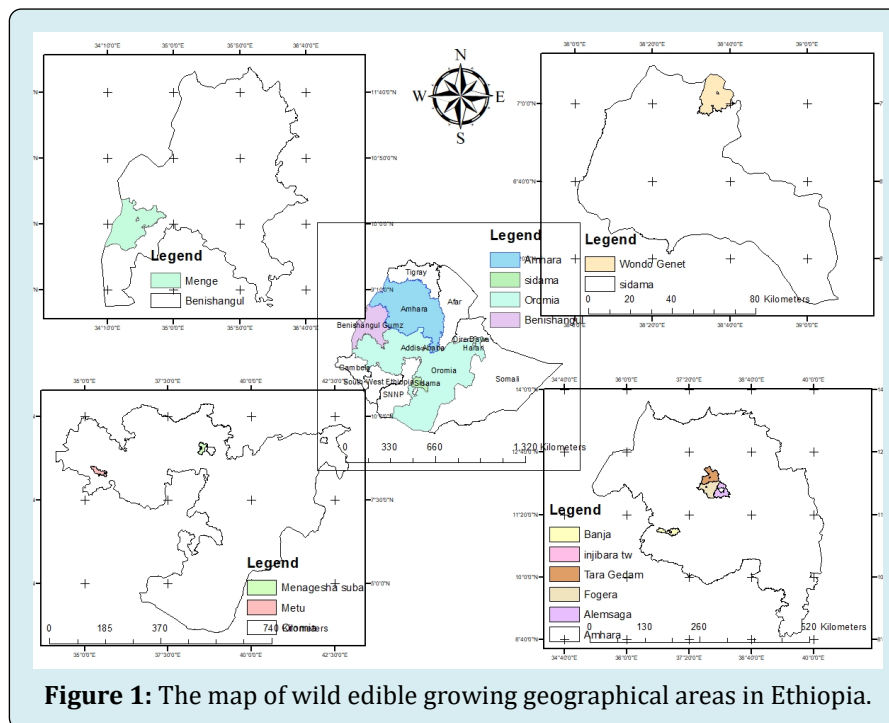 34°10'0"E 35°0'0"E 35°50'0"E 36°40'0"E
11°40'0"N
10°50'0"N
10°0'0"N
Legend
Menge
Benishangul
34°10'0"E 35°0'0"E 35°50'0"E 36°40'0"E
N
W E
S
38°0'0"E 38°20'0"E 38°40'0"E 39°0'0"E
7°0'0"N
6°40'0"N
Legend
Wondo Genet
sidama
0 20 40 80 Kilometers
38°20'0"E 38°40'0"E 39°0'0"E
Legend
Amhara
sidama
Oromia
Benishangul
Tigray
Afar
Amhara
Benishangul Gumz
Addis Ababa
Dire Dawa
Harari
Gambela
Oromia
Somali
South West Ethiopia
Sidama
SNNP
0 330 660 1,320 Kilometers
35°0'0"E 37°30'0"E 40°0'0"E 42°30'0"E
7°30'0"N
5°0'0"N
Legend
Menagesha suba
Metu
Oromia
0 185 370 740 Kilometers
35°0'0"E 37°30'0"E 40°0'0"E 42°30'0"E
34°40'0"E 36°0'0"E 37°20'0"E 38°40'0"E 40°0'0"E
14°0'0"N
12°40'0"N
11°20'0"N
10°0'0"N
8°40'0"N
Legend
Banja
injibara tw
Tara Gedam
Fogera
Alemsaga
Amhara
0 130 260 520 Kilometers
34°40'0"E 36°0'0"E 37°20'0"E 38°40'0"E 40°0'0"E
Figure 1: The map of wild edible growing geographical areas in Ethiopia.